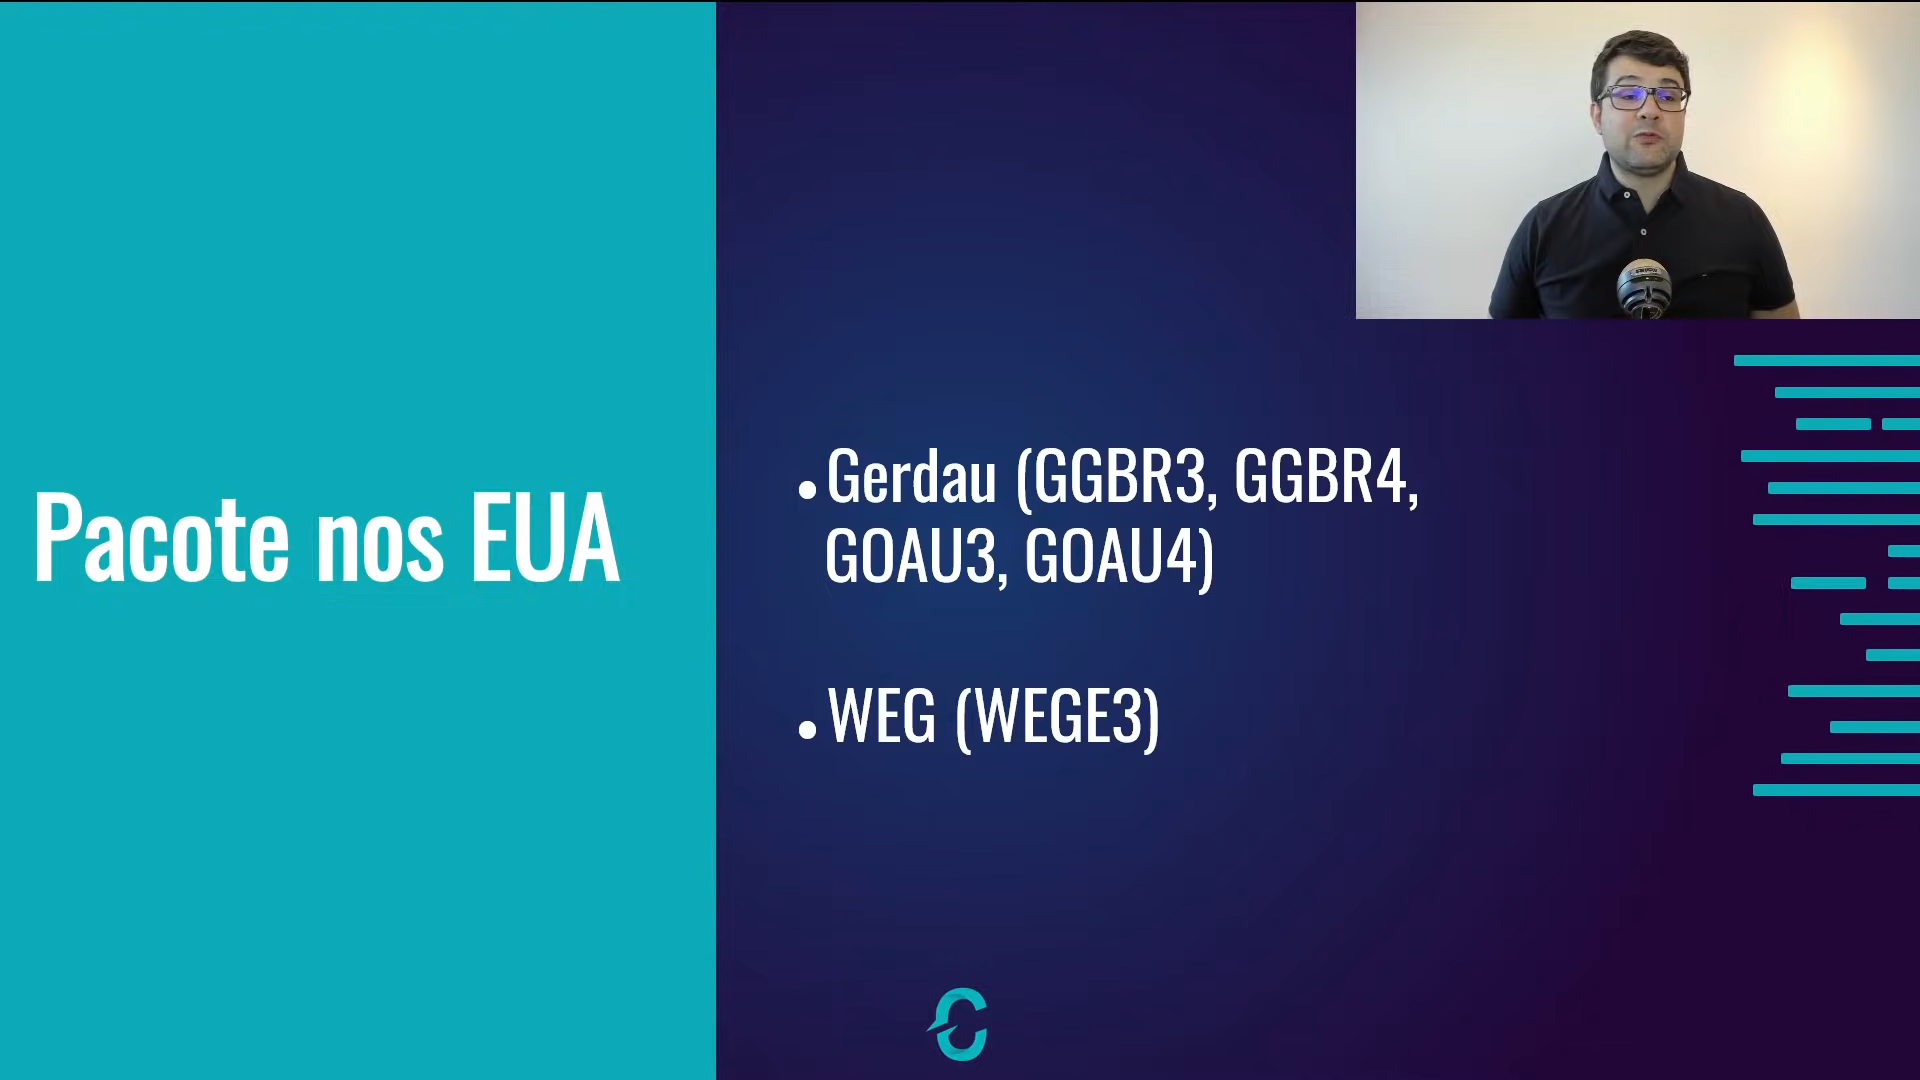 Pacote nos EUA
• Gerdau (GGBR3, GGBR4,
GOAU3, GOAU4)
• WEG (WEGE3)